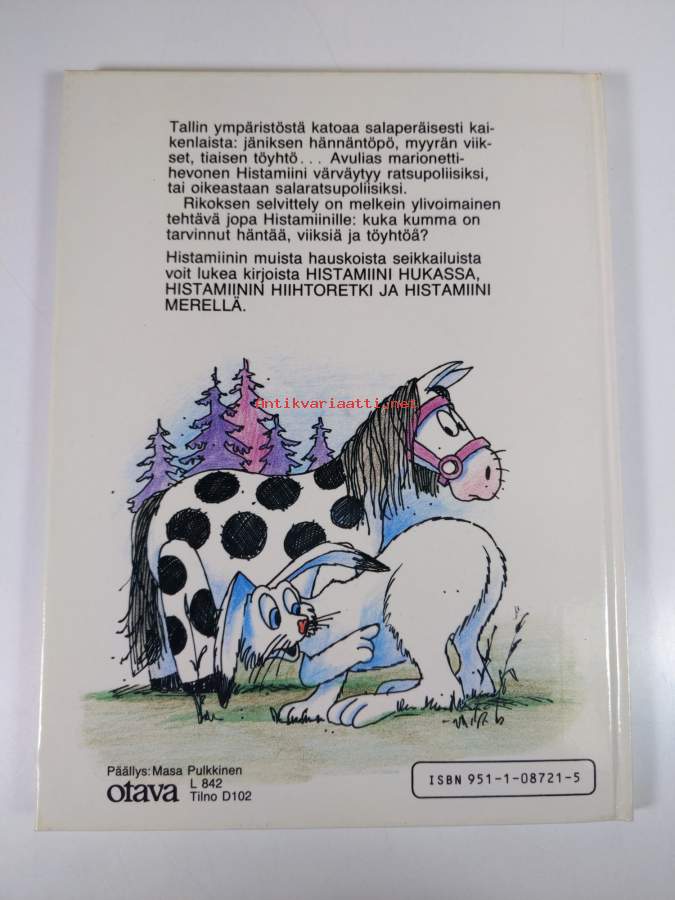 Tallin ympäristöstä katoaa salaperäisesti kai-
kenlaista: jäniksen hännäntöpö, myyrän viik-
set, tiaisen töyhtö... Avulias marionetti-
hevonen Histamiini värväytyy ratsupoliisiksi,
tai oikeastaan salaratsupoliisiksi.
Rikoksen selvittely on melkein ylivoimainen
tehtävä jopa Histamiinille: kuka kumma on
tarvinnut häntää, viiksiä ja töyhtöä?
Histamiinin muista hauskoista seikkailuista
voit lukea kirjoista HISTAMIINI HUKASSA,
HISTAMIININ HIIHTORETKI JA HISTAMIINI
MERELLÄ.
Antikvariaatti.net
Päällys: Masa Pulkkinen
otava
L 842
Tilno D102
ISBN 951-1-08721-5